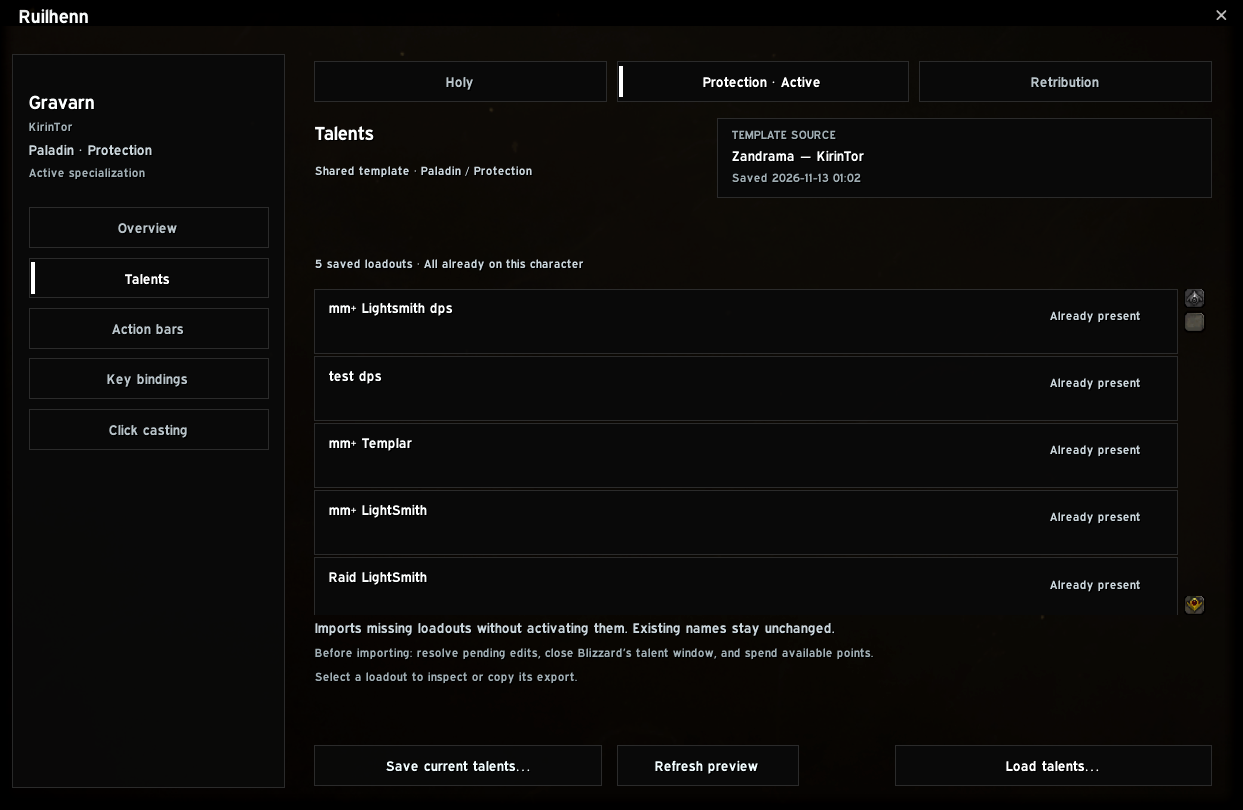 Ruilhenn
Gravarn
KirinTor
Paladin · Protection
Active specialization
Overview
Talents
Action bars
Key bindings
Click casting
Holy
Protection · Active
Retribution
Talents
Shared template · Paladin / Protection
TEMPLATE SOURCE
Zandrama — KirinTor
Saved 2026-11-13 01:02
5 saved loadouts · All already on this character
mm+ Lightsmith dps
Already present
test dps
Already present
mm+ Templar
Already present
mm+ LightSmith
Already present
Raid LightSmith
Already present
Imports missing loadouts without activating them. Existing names stay unchanged.
Before importing: resolve pending edits, close Blizzard's talent window, and spend available points.
Select a loadout to inspect or copy its export.
Save current talents...
Refresh preview
Load talents...